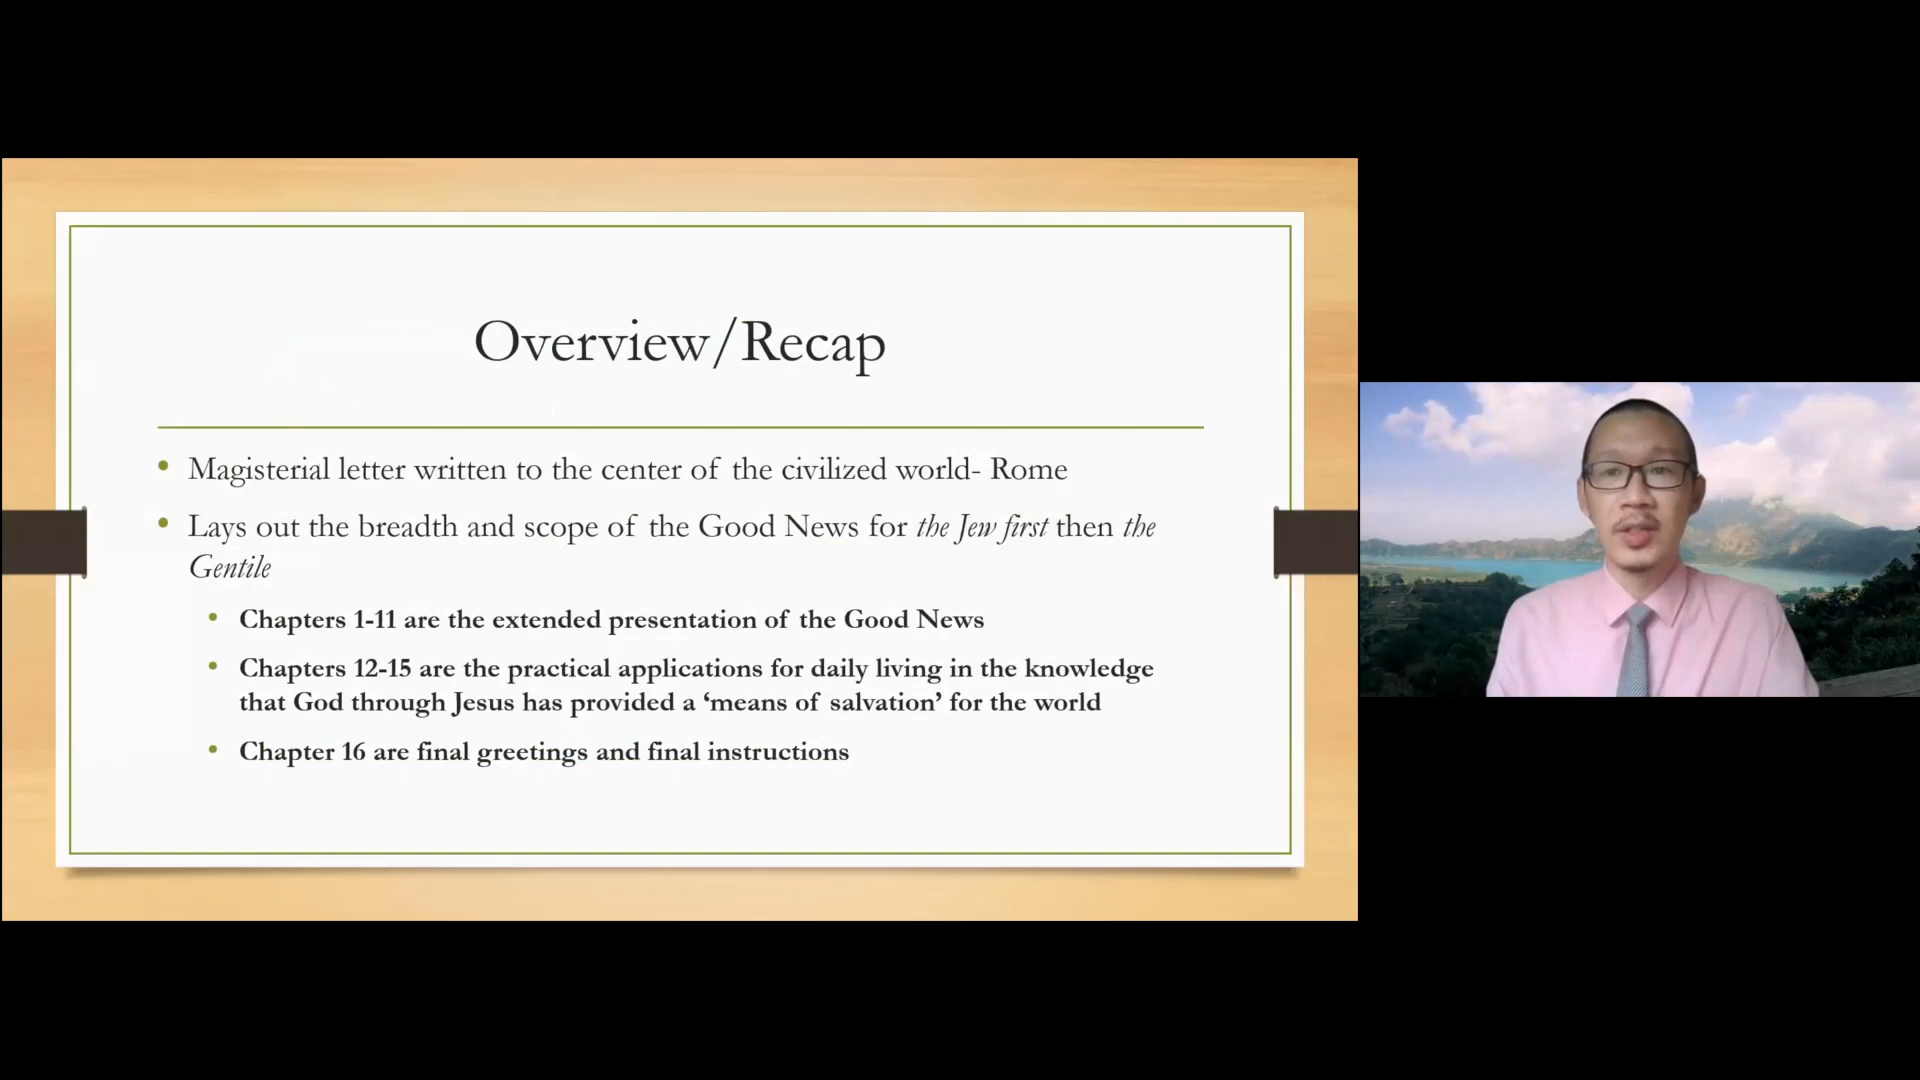 Overview/Recap
• Magisterial letter written to the center of the civilized world- Rome
• Lays out the breadth and scope of the Good News for the Jew first then the
Gentile
• Chapters 1-11 are the extended presentation of the Good News
• Chapters 12-15 are the practical applications for daily living in the knowledge
that God through Jesus has provided a ‘means of salvation’ for the world
• Chapter 16 are final greetings and final instructions